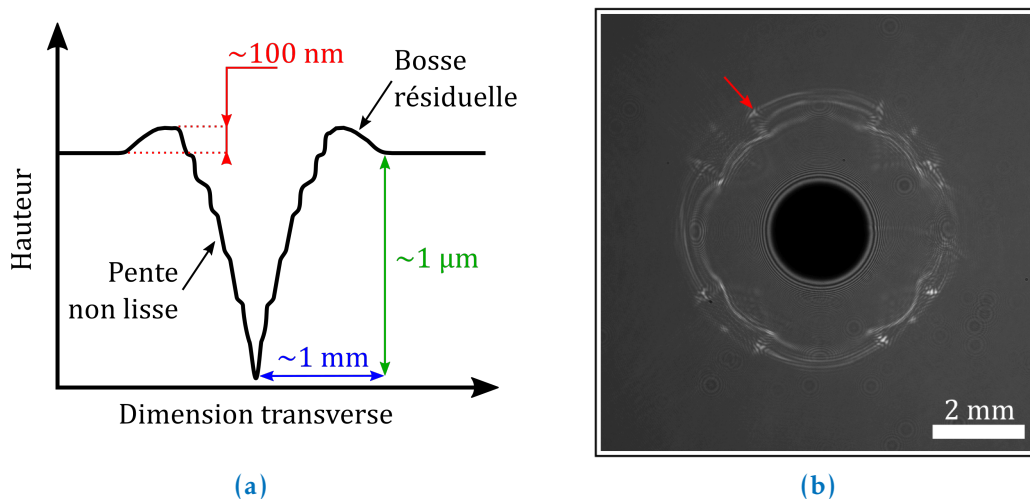 ~100 nm
Bosse
résiduelle
Hauteur
Pente
non lisse
~1 µm
~1 mm
Dimension transverse
(a)
2 mm
(b)